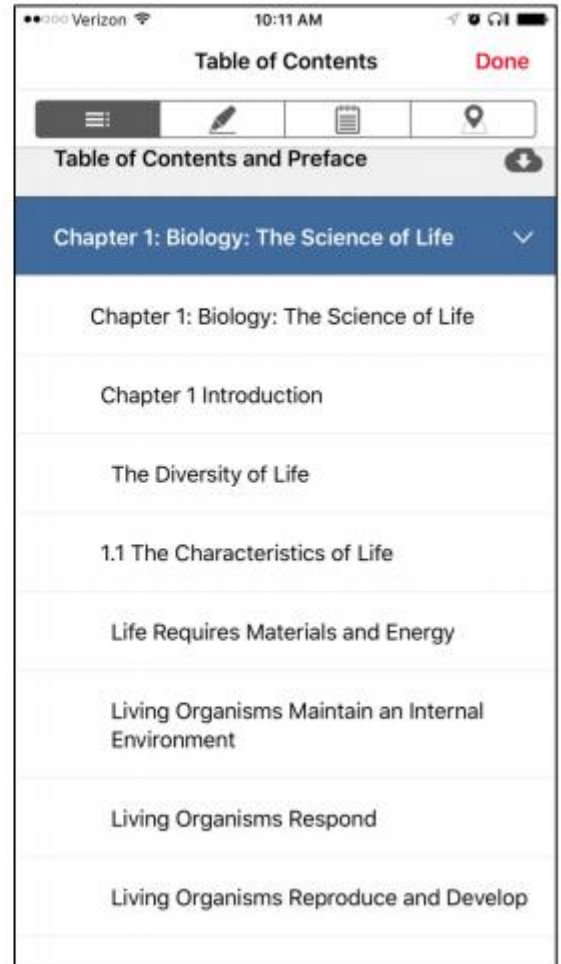 Verizon 10:11 AM
Table of Contents Done
Table of Contents and Preface
Chapter 1: Biology: The Science of Life
Chapter 1: Biology: The Science of Life
Chapter 1 Introduction
The Diversity of Life
1.1 The Characteristics of Life
Life Requires Materials and Energy
Living Organisms Maintain an Internal
Environment
Living Organisms Respond
Living Organisms Reproduce and Develop